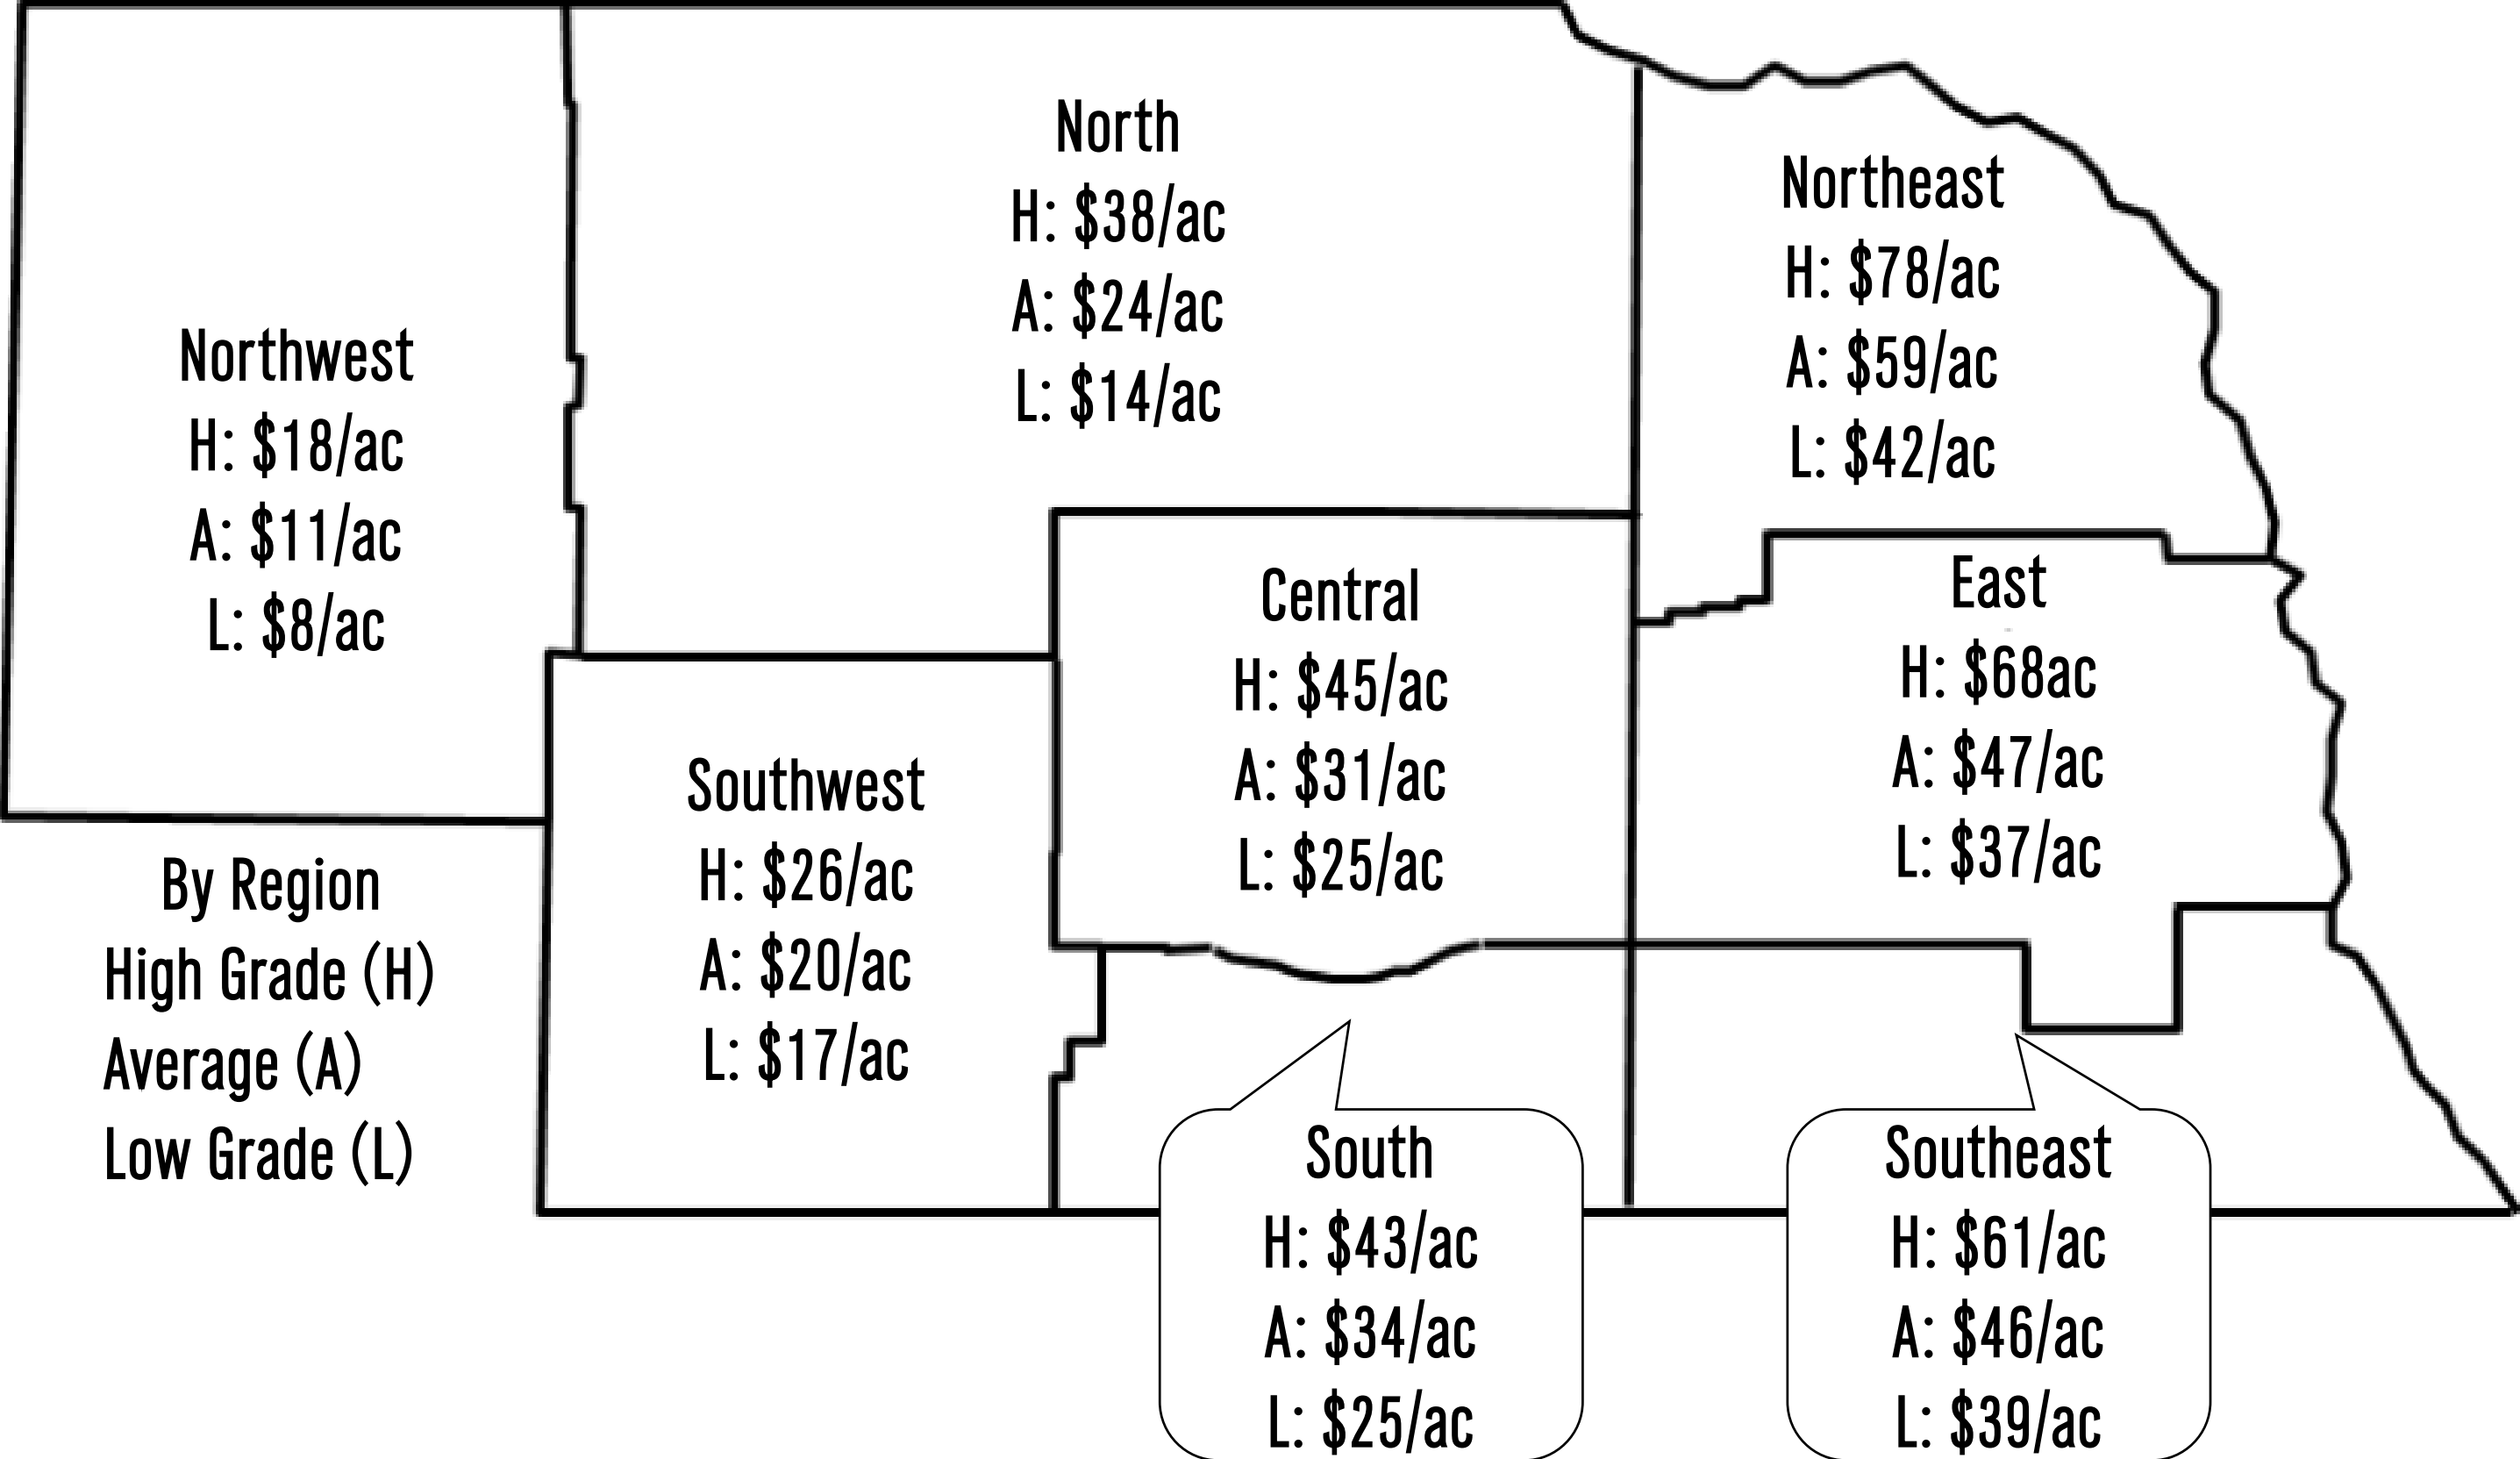 North
H: $38/ac
A: $24/ac
L: $14/ac
Northeast
H: $78/ac
A: $59/ac
L: $42/ac
Northwest
H: $18/ac
A: $11/ac
L: $8/ac
Central
H: $45/ac
A: $31/ac
L: $25/ac
East
H: $68ac
A: $47/ac
L: $37/ac
Southwest
H: $26/ac
A: $20/ac
L: $17/ac
By Region
High Grade (H)
Average (A)
Low Grade (L)
South
H: $43/ac
A: $34/ac
L: $25/ac
Southeast
H: $61/ac
A: $46/ac
L: $39/ac